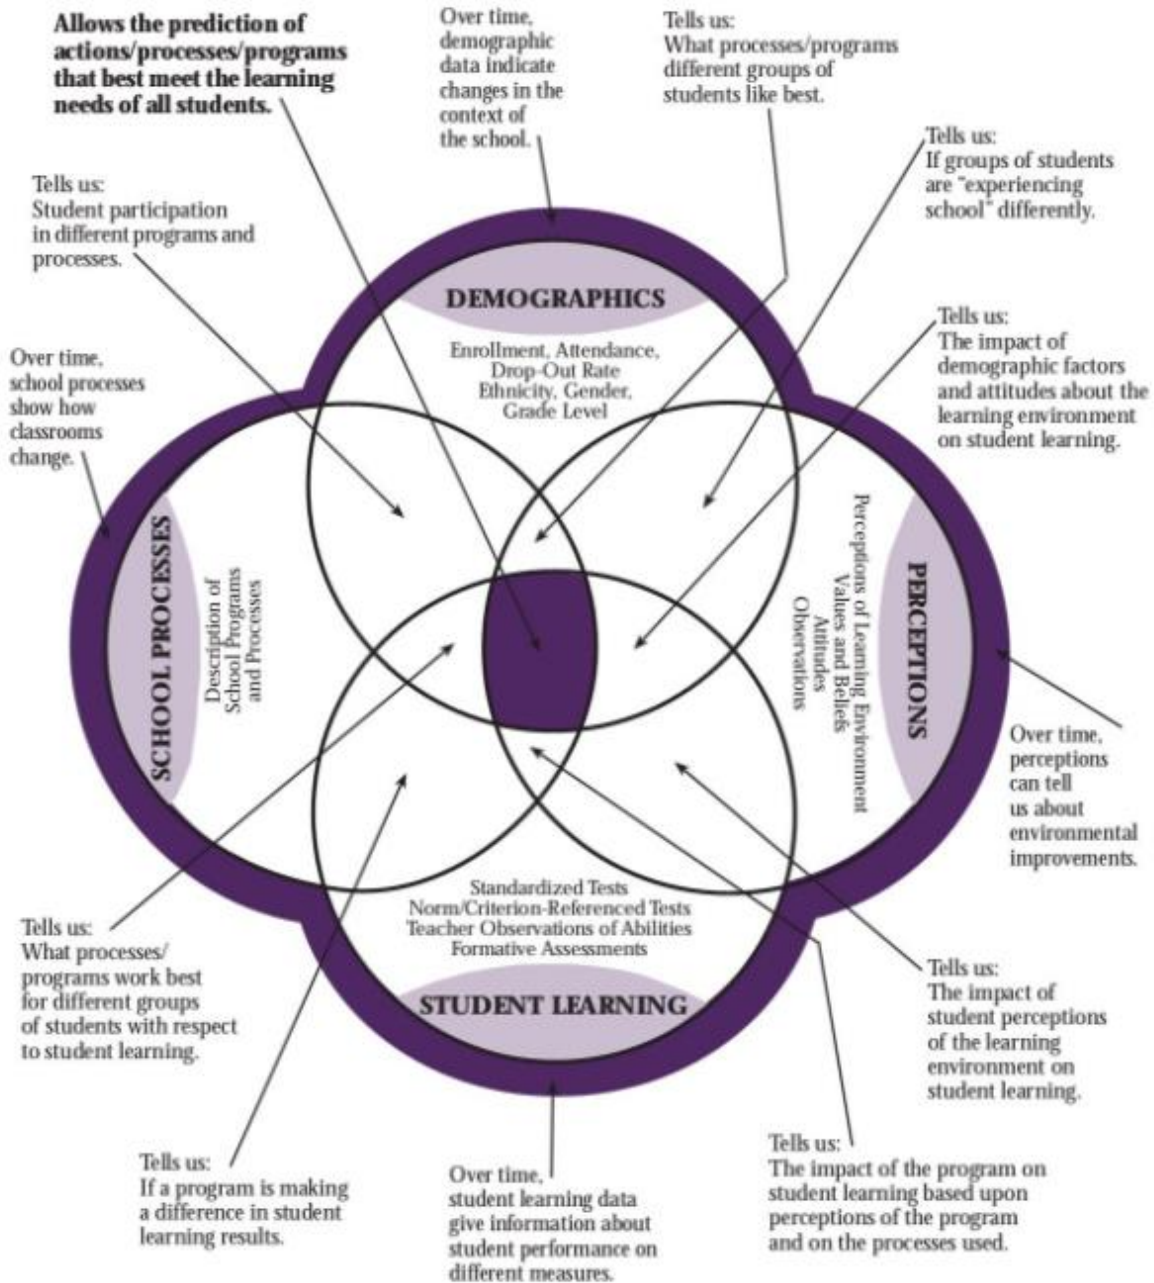 Allows the prediction of
actions/processes/programs
that best meet the learning
needs of all students.
Over time,
demographic
data indicate
changes in the
context of
the school.
Tells us:
What processes/programs
different groups of
students like best.
Tells us:
If groups of students
are "experiencing
school" differently.
Tells us:
Student participation
in different programs and
processes.
Tells us:
The impact of
demographic factors
and attitudes about the
learning environment
on student learning.
Over time,
school processes
show how
classrooms
change.
DEMOGRAPHICS
Enrollment, Attendance,
Drop-Out Rate
Ethnicity, Gender,
Grade Level
SCHOOL PROCESSES
Description of
School Programs
and Processes
PERCEPTIONS
Perceptions of Learning Environment
Values and Beliefs
Attitudes
Observations
Over time,
perceptions
can tell
us about
environmental
improvements.
Standardized Tests
Norm/Criterion-Referenced Tests
Teacher Observations of Abilities
Formative Assessments
STUDENT LEARNING
Tells us:
What processes/
programs work best
for different groups
of students with respect
to student learning.
Tells us:
The impact of
student perceptions
of the learning
environment on
student learning.
Tells us:
If a program is making
a difference in student
learning results.
Over time,
student learning data
give information about
student performance on
different measures.
Tells us:
The impact of the program on
student learning based upon
perceptions of the program
and on the processes used.